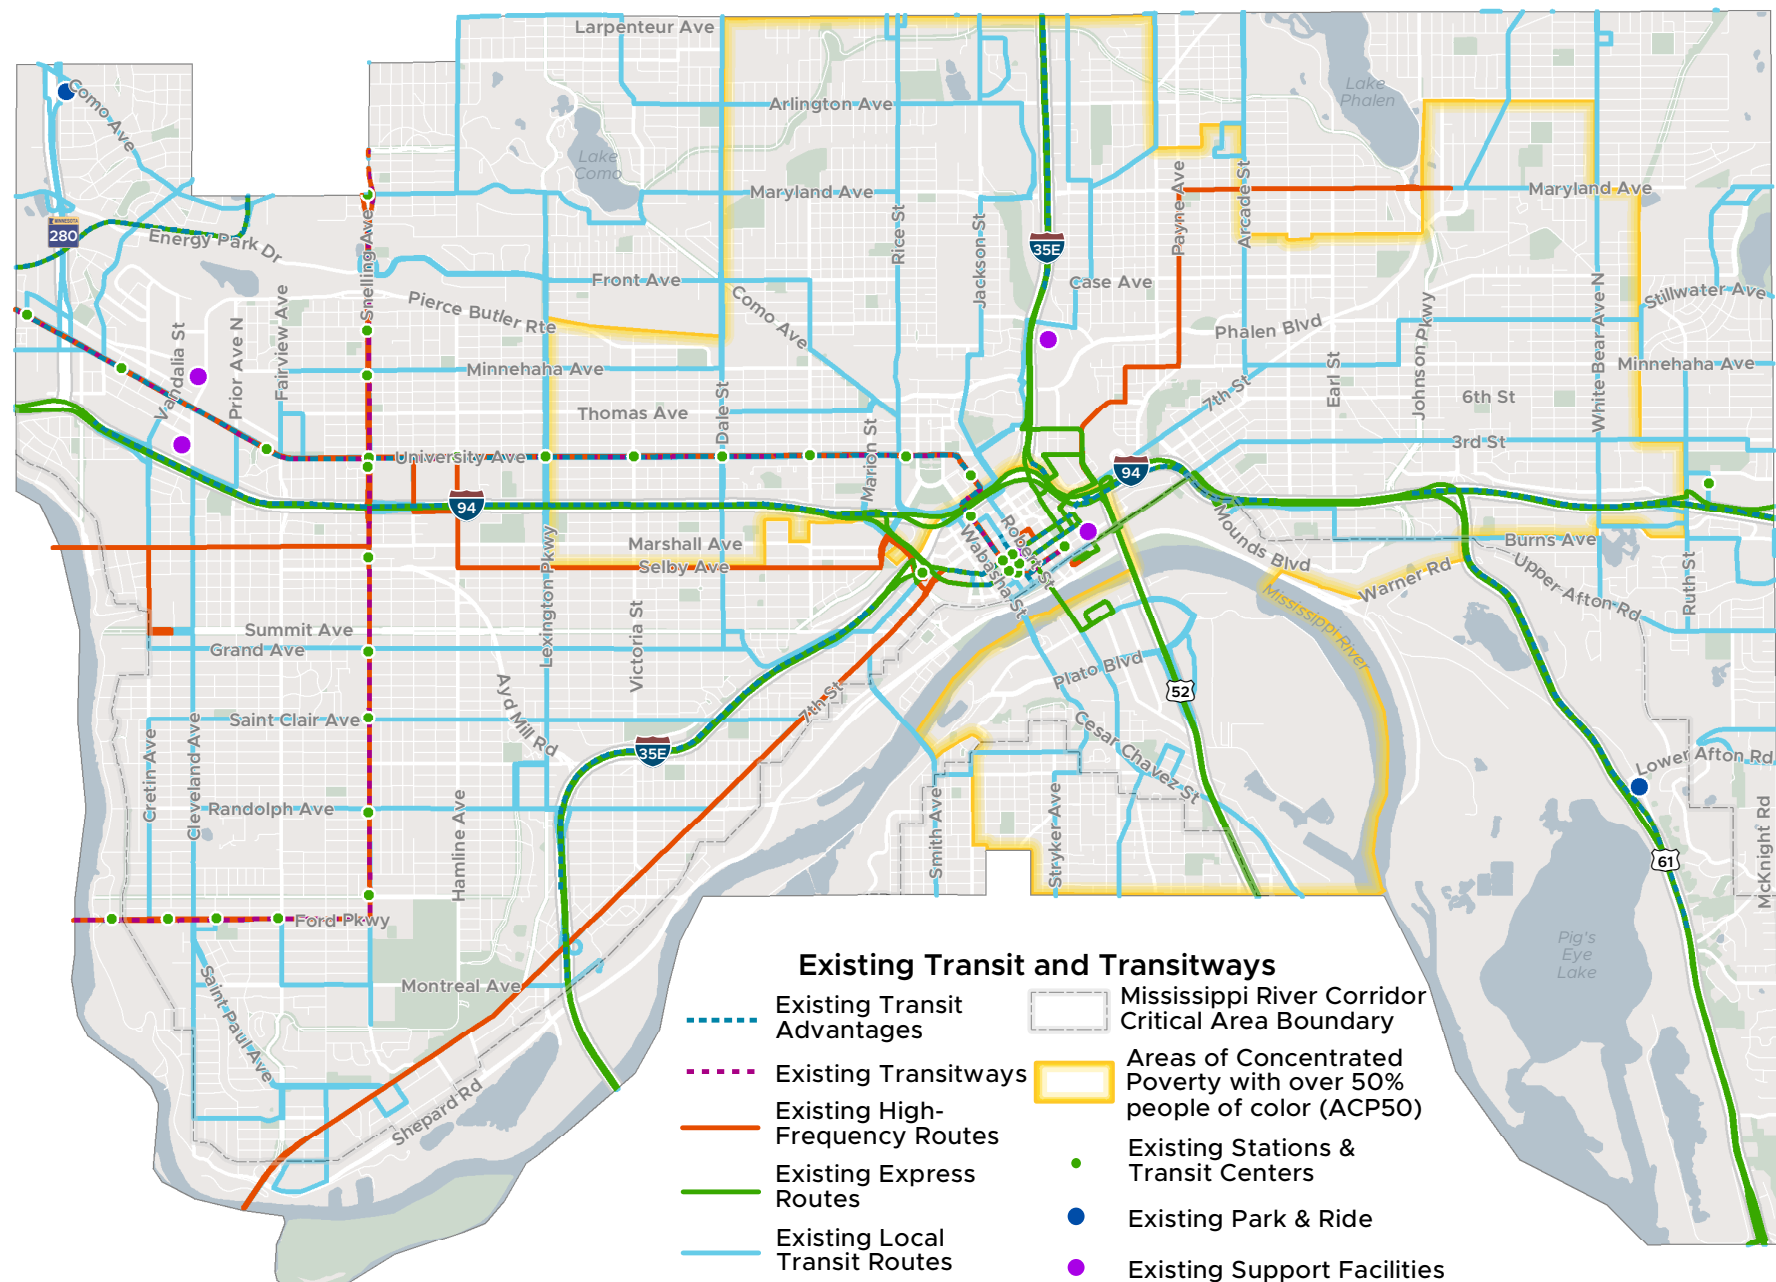 Larpenteur Ave
Como Ave
Arlington Ave
Lake
Phalen
Lake
Como
Maryland Ave
Maryland Ave
Payne Ave
Arcade St
Rice St
Jackson St
Snelling Ave
MINNESOTA
280
Energy Park Dr
35E
Front Ave
Case Ave
Como Ave
Stillwater Ave
Pierce Butler Rte
Fairview Ave
Phalen Blvd
Johnson Pkwy
White Bear Ave N
Vandalia St
Prior Ave N
Minnehaha Ave
Minnehaha Ave
Earl St
7th St
6th St
Thomas Ave
Dale St
Marion St
3rd St
University Ave
94
94
Robert St
Wabasha St
Mounds Blvd
Marshall Ave
Selby Ave
Lexington Pkwy
Victoria St
Burns Ave
Warner Rd
Upper Afton Rd
Ruth St
Mississippi River
Summit Ave
Grand Ave
Plato Blvd
52
Ayd Mill Rd
7th St
Saint Clair Ave
Cesar Chavez St
35E
Lower Afton Rd
Cretin Ave
Cleveland Ave
Randolph Ave
Hamline Ave
Smith Ave
Stryker Ave
McKnight Rd
61
Ford Pkwy
Pig's
Eye
Lake
Saint Paul Ave
Montreal Ave
Shepard Rd
Existing Transit and Transitways
Existing Transit
Advantages
Existing Transitways
Existing High-
Frequency Routes
Existing Express
Routes
Existing Local
Transit Routes
Mississippi River Corridor
Critical Area Boundary
Areas of Concentrated
Poverty with over 50%
people of color (ACP50)
Existing Stations &
Transit Centers
Existing Park & Ride
Existing Support Facilities